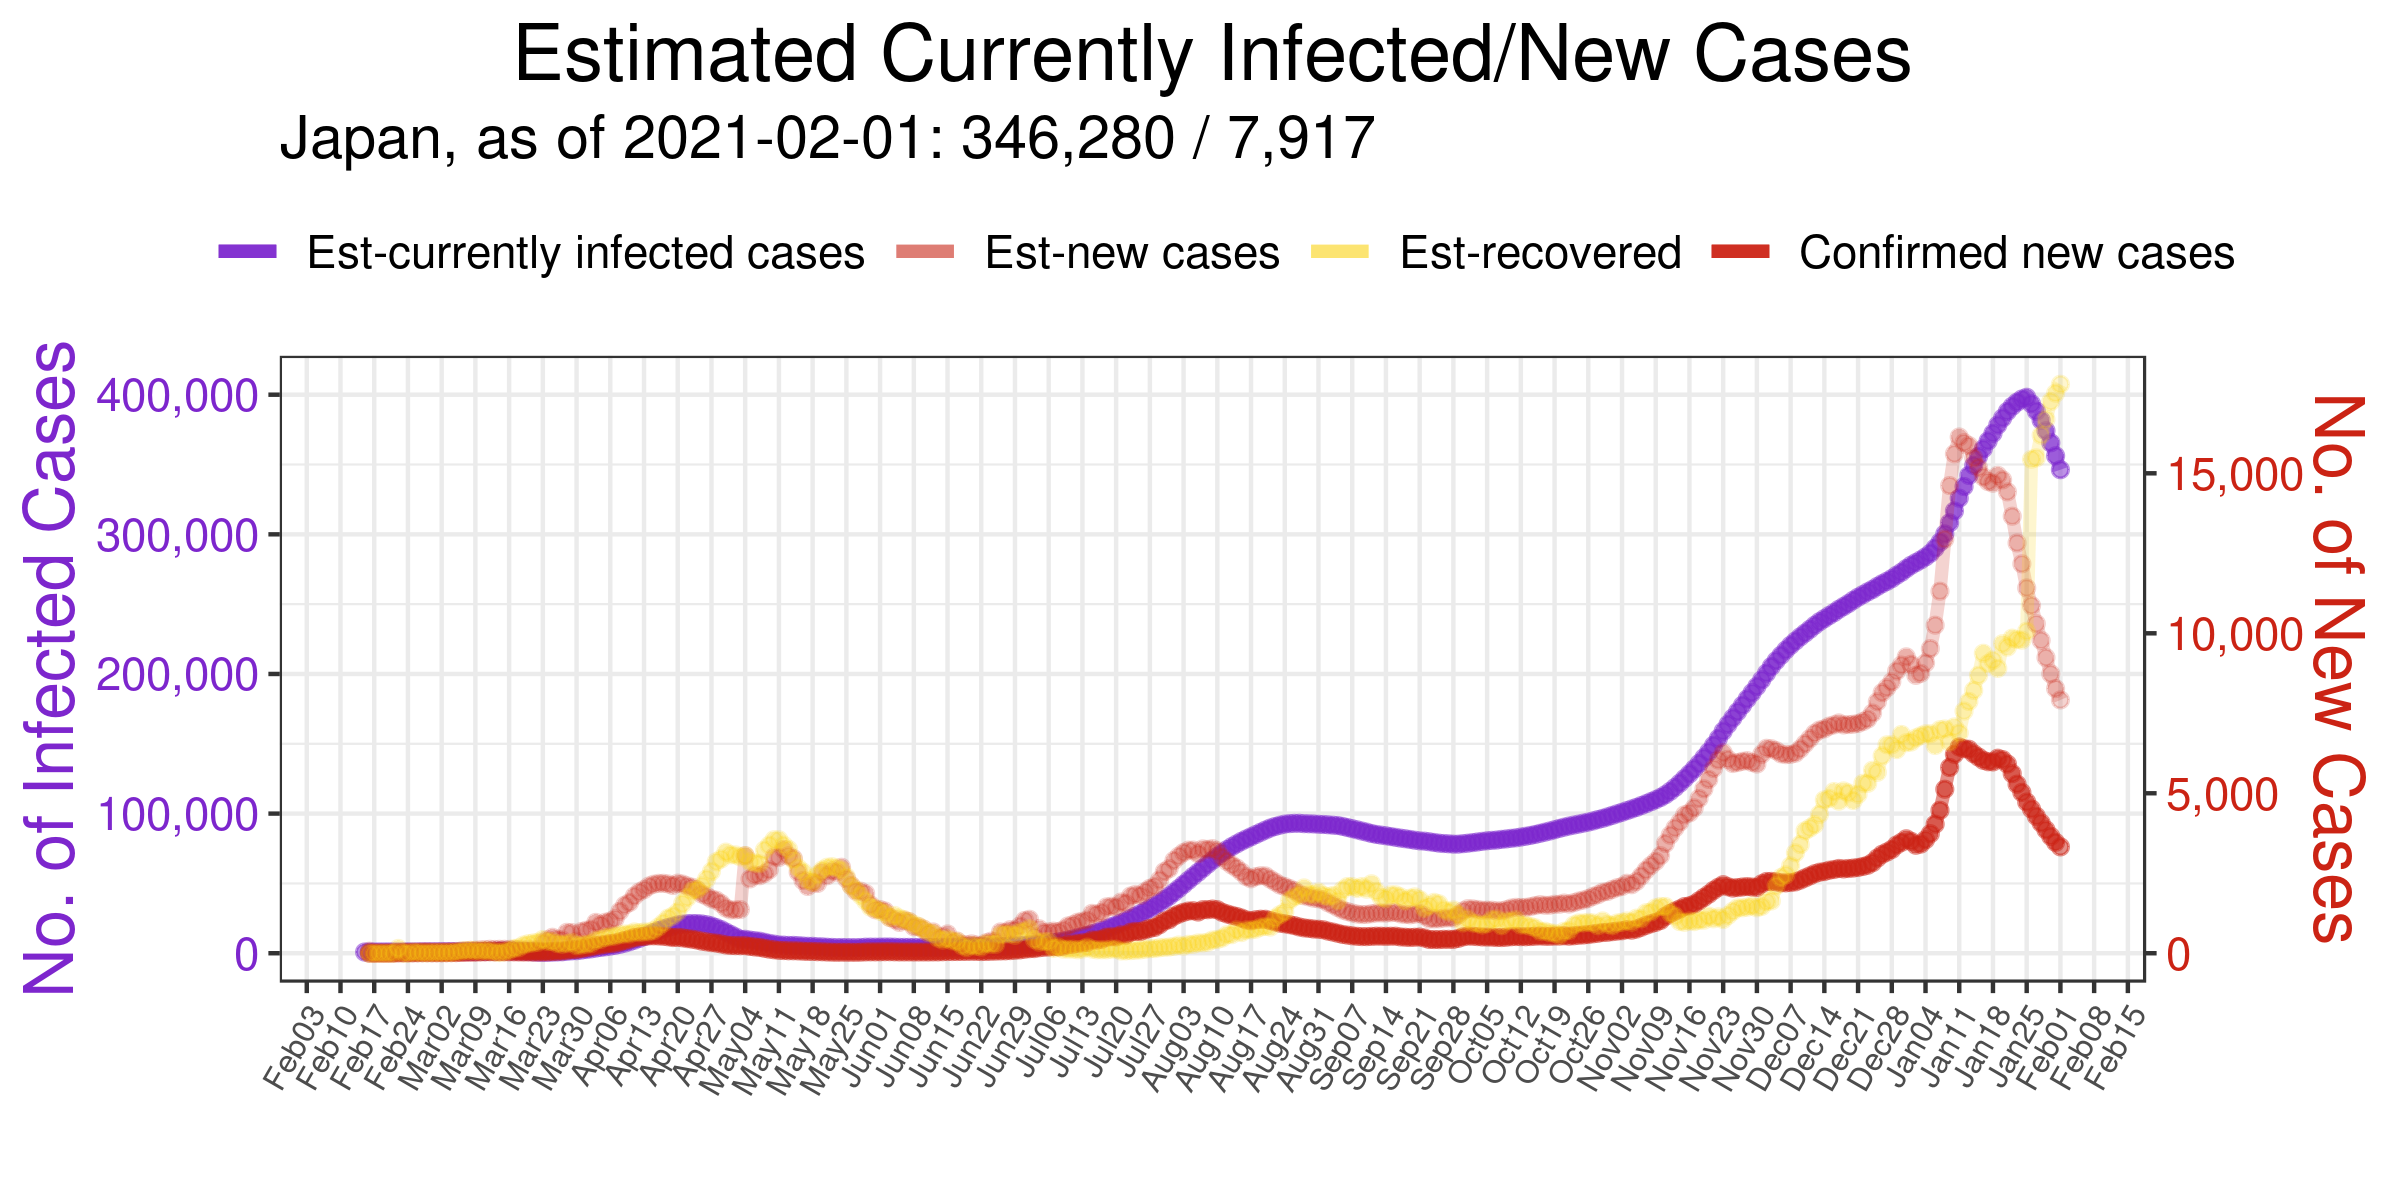 Estimated Currently Infected/New Cases
Japan, as of 2021-02-01: 346,280 / 7,917
Est-currently infected cases Est-new cases Est-recovered Confirmed new cases
No. of Infected Cases
400,000
300,000
200,000
100,000
0
15,000
10,000
5,000
0
No. of New Cases
Feb03 Feb10 Feb17 Feb24 Mar02 Mar09 Mar16 Mar23 Mar30 Apr06 Apr13 Apr20 Apr27 May04 May11 May18 May25 Jun01 Jun08 Jun15 Jun22 Jun29 Jul06 Jul13 Jul20 Jul27 Aug03 Aug10 Aug17 Aug24 Aug31 Sep07 Sep14 Sep21 Sep28 Oct05 Oct12 Oct19 Oct26 Nov02 Nov09 Nov16 Nov23 Nov30 Dec07 Dec14 Dec21 Dec28 Jan04 Jan11 Jan18 Jan25 Feb01 Feb08 Feb15